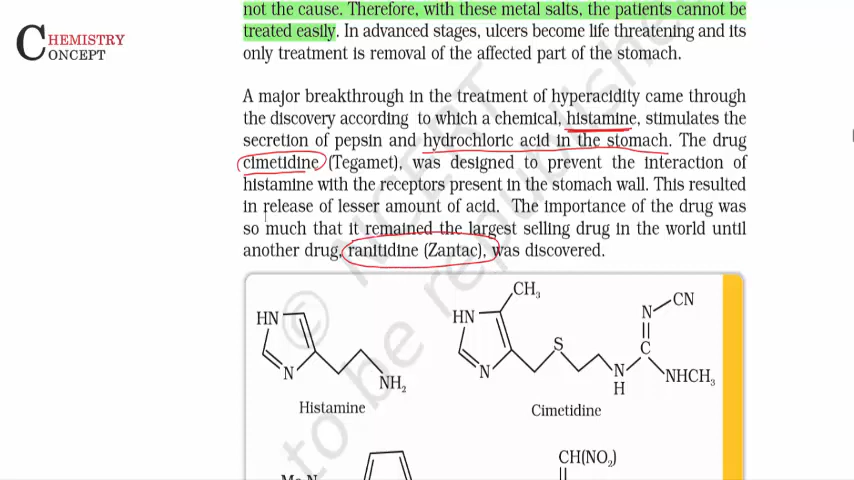 not the cause. Therefore, with these metal salts, the patients cannot be
treated easily. In advanced stages, ulcers become life threatening and its
only treatment is removal of the affected part of the stomach.
CHEMISTRY
CONCEPT
A major breakthrough in the treatment of hyperacidity came through
the discovery according to which a chemical, histamine, stimulates the
secretion of pepsin and hydrochloric acid in the stomach. The drug
cimetidine (Tegamet), was designed to prevent the interaction of
histamine with the receptors present in the stomach wall. This resulted
in release of lesser amount of acid. The importance of the drug was
so much that it remained the largest selling drug in the world until
another drug, ranitidine (Zantac), was discovered.
© NCERT
to be republished
HN
N
NH₂
Histamine
CH₃
HN
N
S
N
H
N
CN
C
NHCH₃
Cimetidine
CH(NO₂)